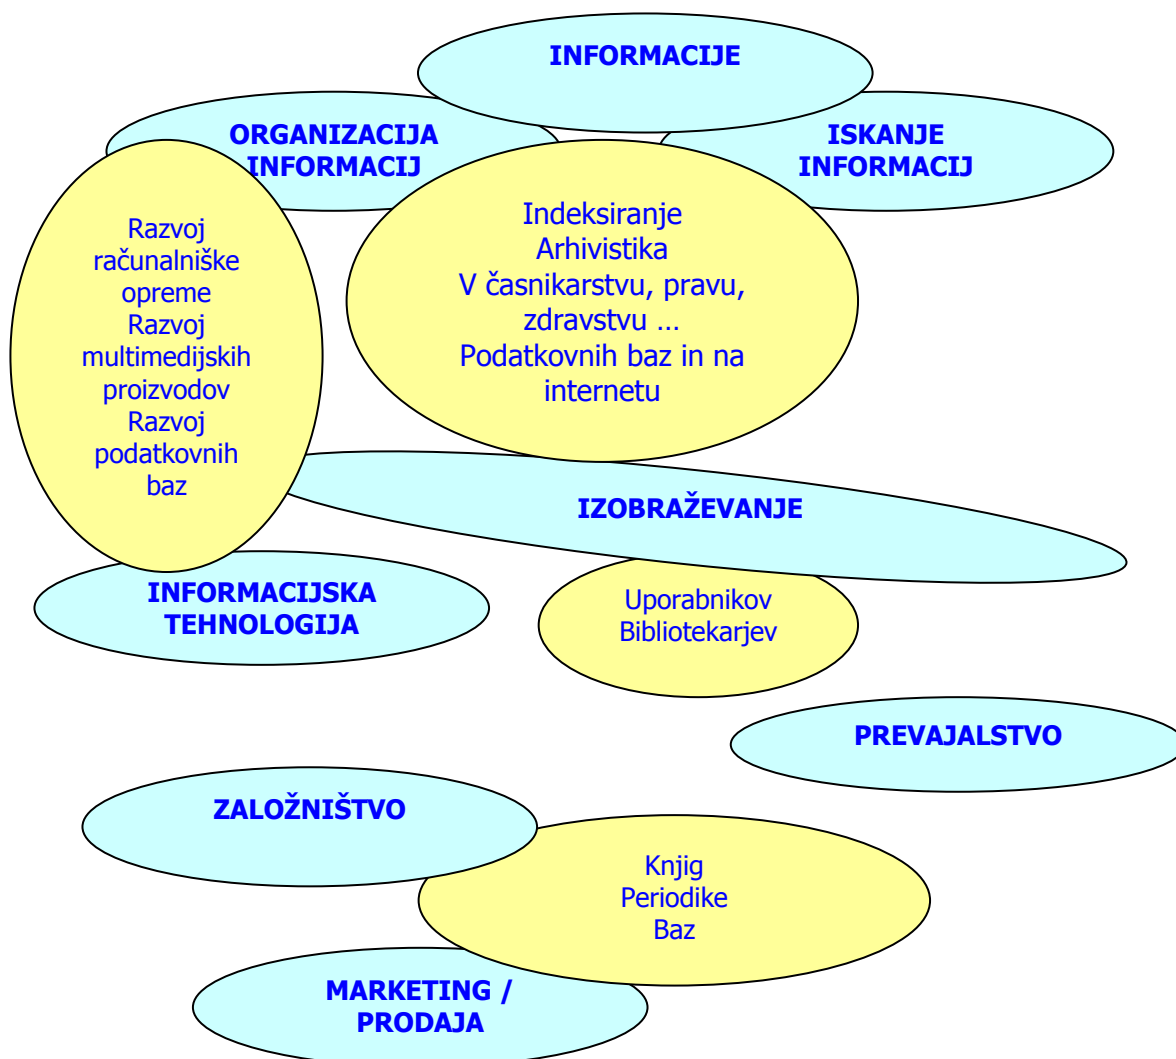 INFORMACIJE
ORGANIZACIJA
INFORMACIJ
ISKANJE
INFORMACIJ
Razvoj
računalniške
opreme
Razvoj
multimedijskih
proizvodov
Razvoj
podatkovnih
baz
Indeksiranje
Arhivistika
V časnikarstvu, pravu,
zdravstvu ...
Podatkovnih baz in na
internetu
IZOBRAŽEVANJE
INFORMACIJSKA
TEHNOLOGIJA
Uporabnikov
Bibliotekarjev
PREVAJALSTVO
ZALOŽNIŠTVO
Knjig
Periodike
Baz
MARKETING /
PRODAJA